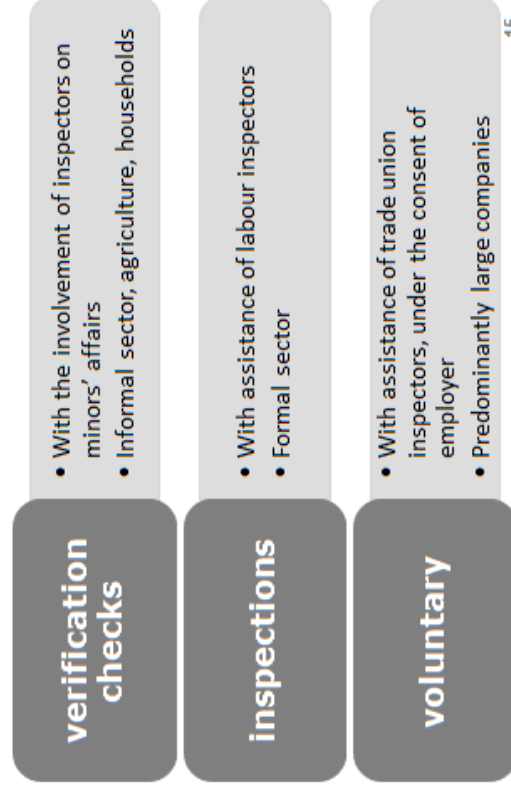 verification
checks
• With the involvement of inspectors on
minors’ affairs
• Informal sector, agriculture, households
inspections
• With assistance of labour inspectors
• Formal sector
voluntary
• With assistance of trade union
inspectors, under the consent of
employer
• Predominantly large companies